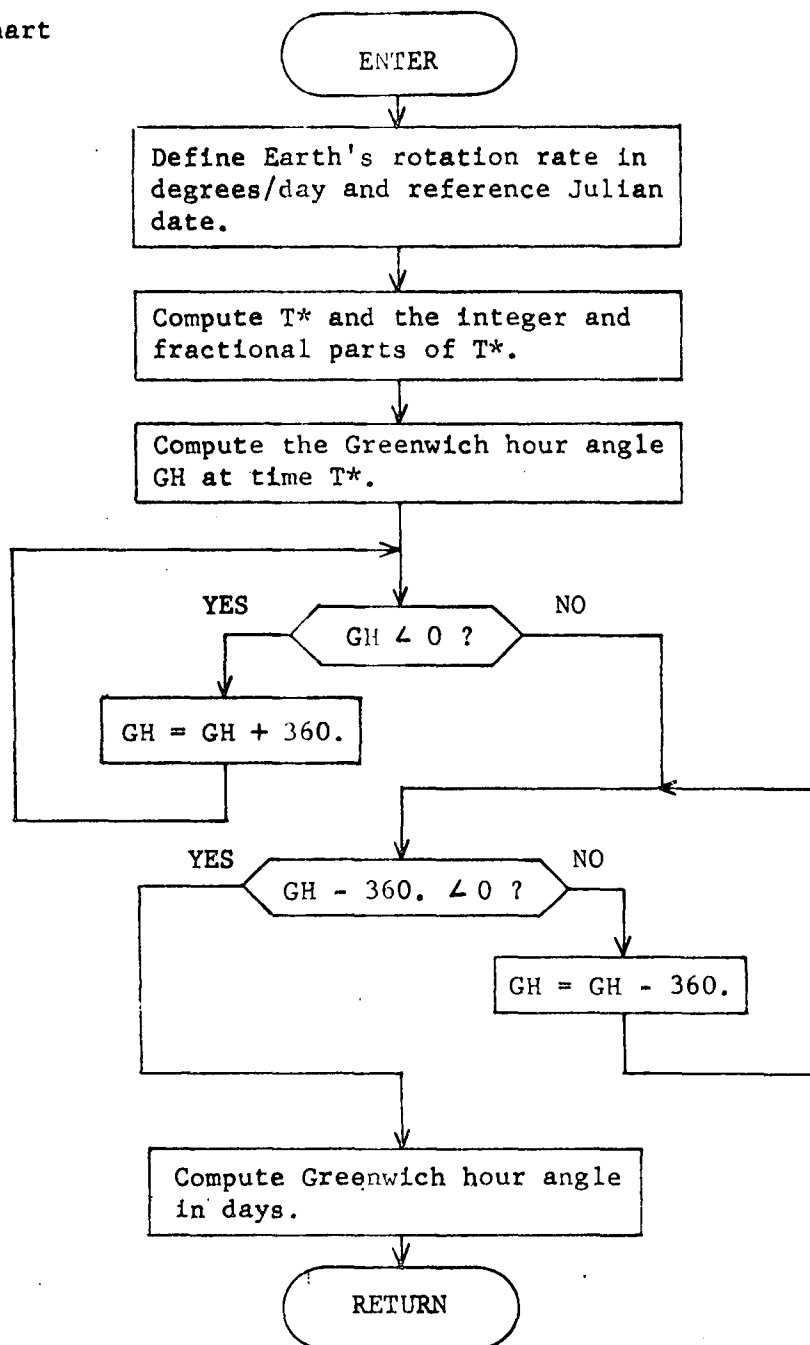 ENTER
Define Earth's rotation rate in
degrees/day and reference Julian
date.
Compute T* and the integer and
fractional parts of T*.
Compute the Greenwich hour angle
GH at time T*.
YES
NO
GH ∠ 0 ?
GH = GH + 360.
YES
NO
GH - 360. ∠ 0 ?
GH = GH - 360.
Compute Greenwich hour angle
in days.
RETURN